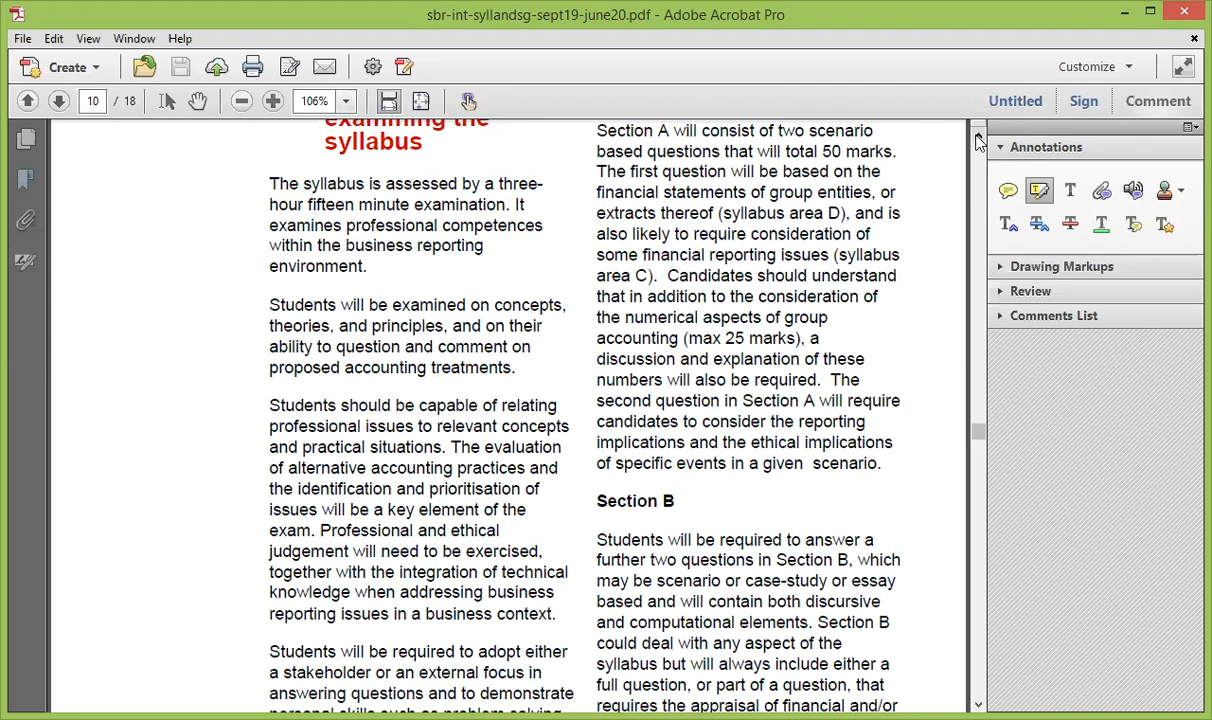 sbr-int-syllandsg-sept19-june20.pdf - Adobe Acrobat Pro
File Edit View Window Help
Create
Customize
10 / 18
106%
Untitled
Sign
Comment
examining the
syllabus
The syllabus is assessed by a three-
hour fifteen minute examination. It
examines professional competences
within the business reporting
environment.
Students will be examined on concepts,
theories, and principles, and on their
ability to question and comment on
proposed accounting treatments.
Students should be capable of relating
professional issues to relevant concepts
and practical situations. The evaluation
of alternative accounting practices and
the identification and prioritisation of
issues will be a key element of the
exam. Professional and ethical
judgement will need to be exercised,
together with the integration of technical
knowledge when addressing business
reporting issues in a business context.
Students will be required to adopt either
a stakeholder or an external focus in
answering questions and to demonstrate
personal skills such as problem solving,
Section A will consist of two scenario
based questions that will total 50 marks.
The first question will be based on the
financial statements of group entities, or
extracts thereof (syllabus area D), and is
also likely to require consideration of
some financial reporting issues (syllabus
area C).  Candidates should understand
that in addition to the consideration of
the numerical aspects of group
accounting (max 25 marks), a
discussion and explanation of these
numbers will also be required.  The
second question in Section A will require
candidates to consider the reporting
implications and the ethical implications
of specific events in a given  scenario.
Section B
Students will be required to answer a
further two questions in Section B, which
may be scenario or case-study or essay
based and will contain both discursive
and computational elements. Section B
could deal with any aspect of the
syllabus but will always include either a
full question, or part of a question, that
requires the appraisal of financial and/or
Annotations
Drawing Markups
Review
Comments List